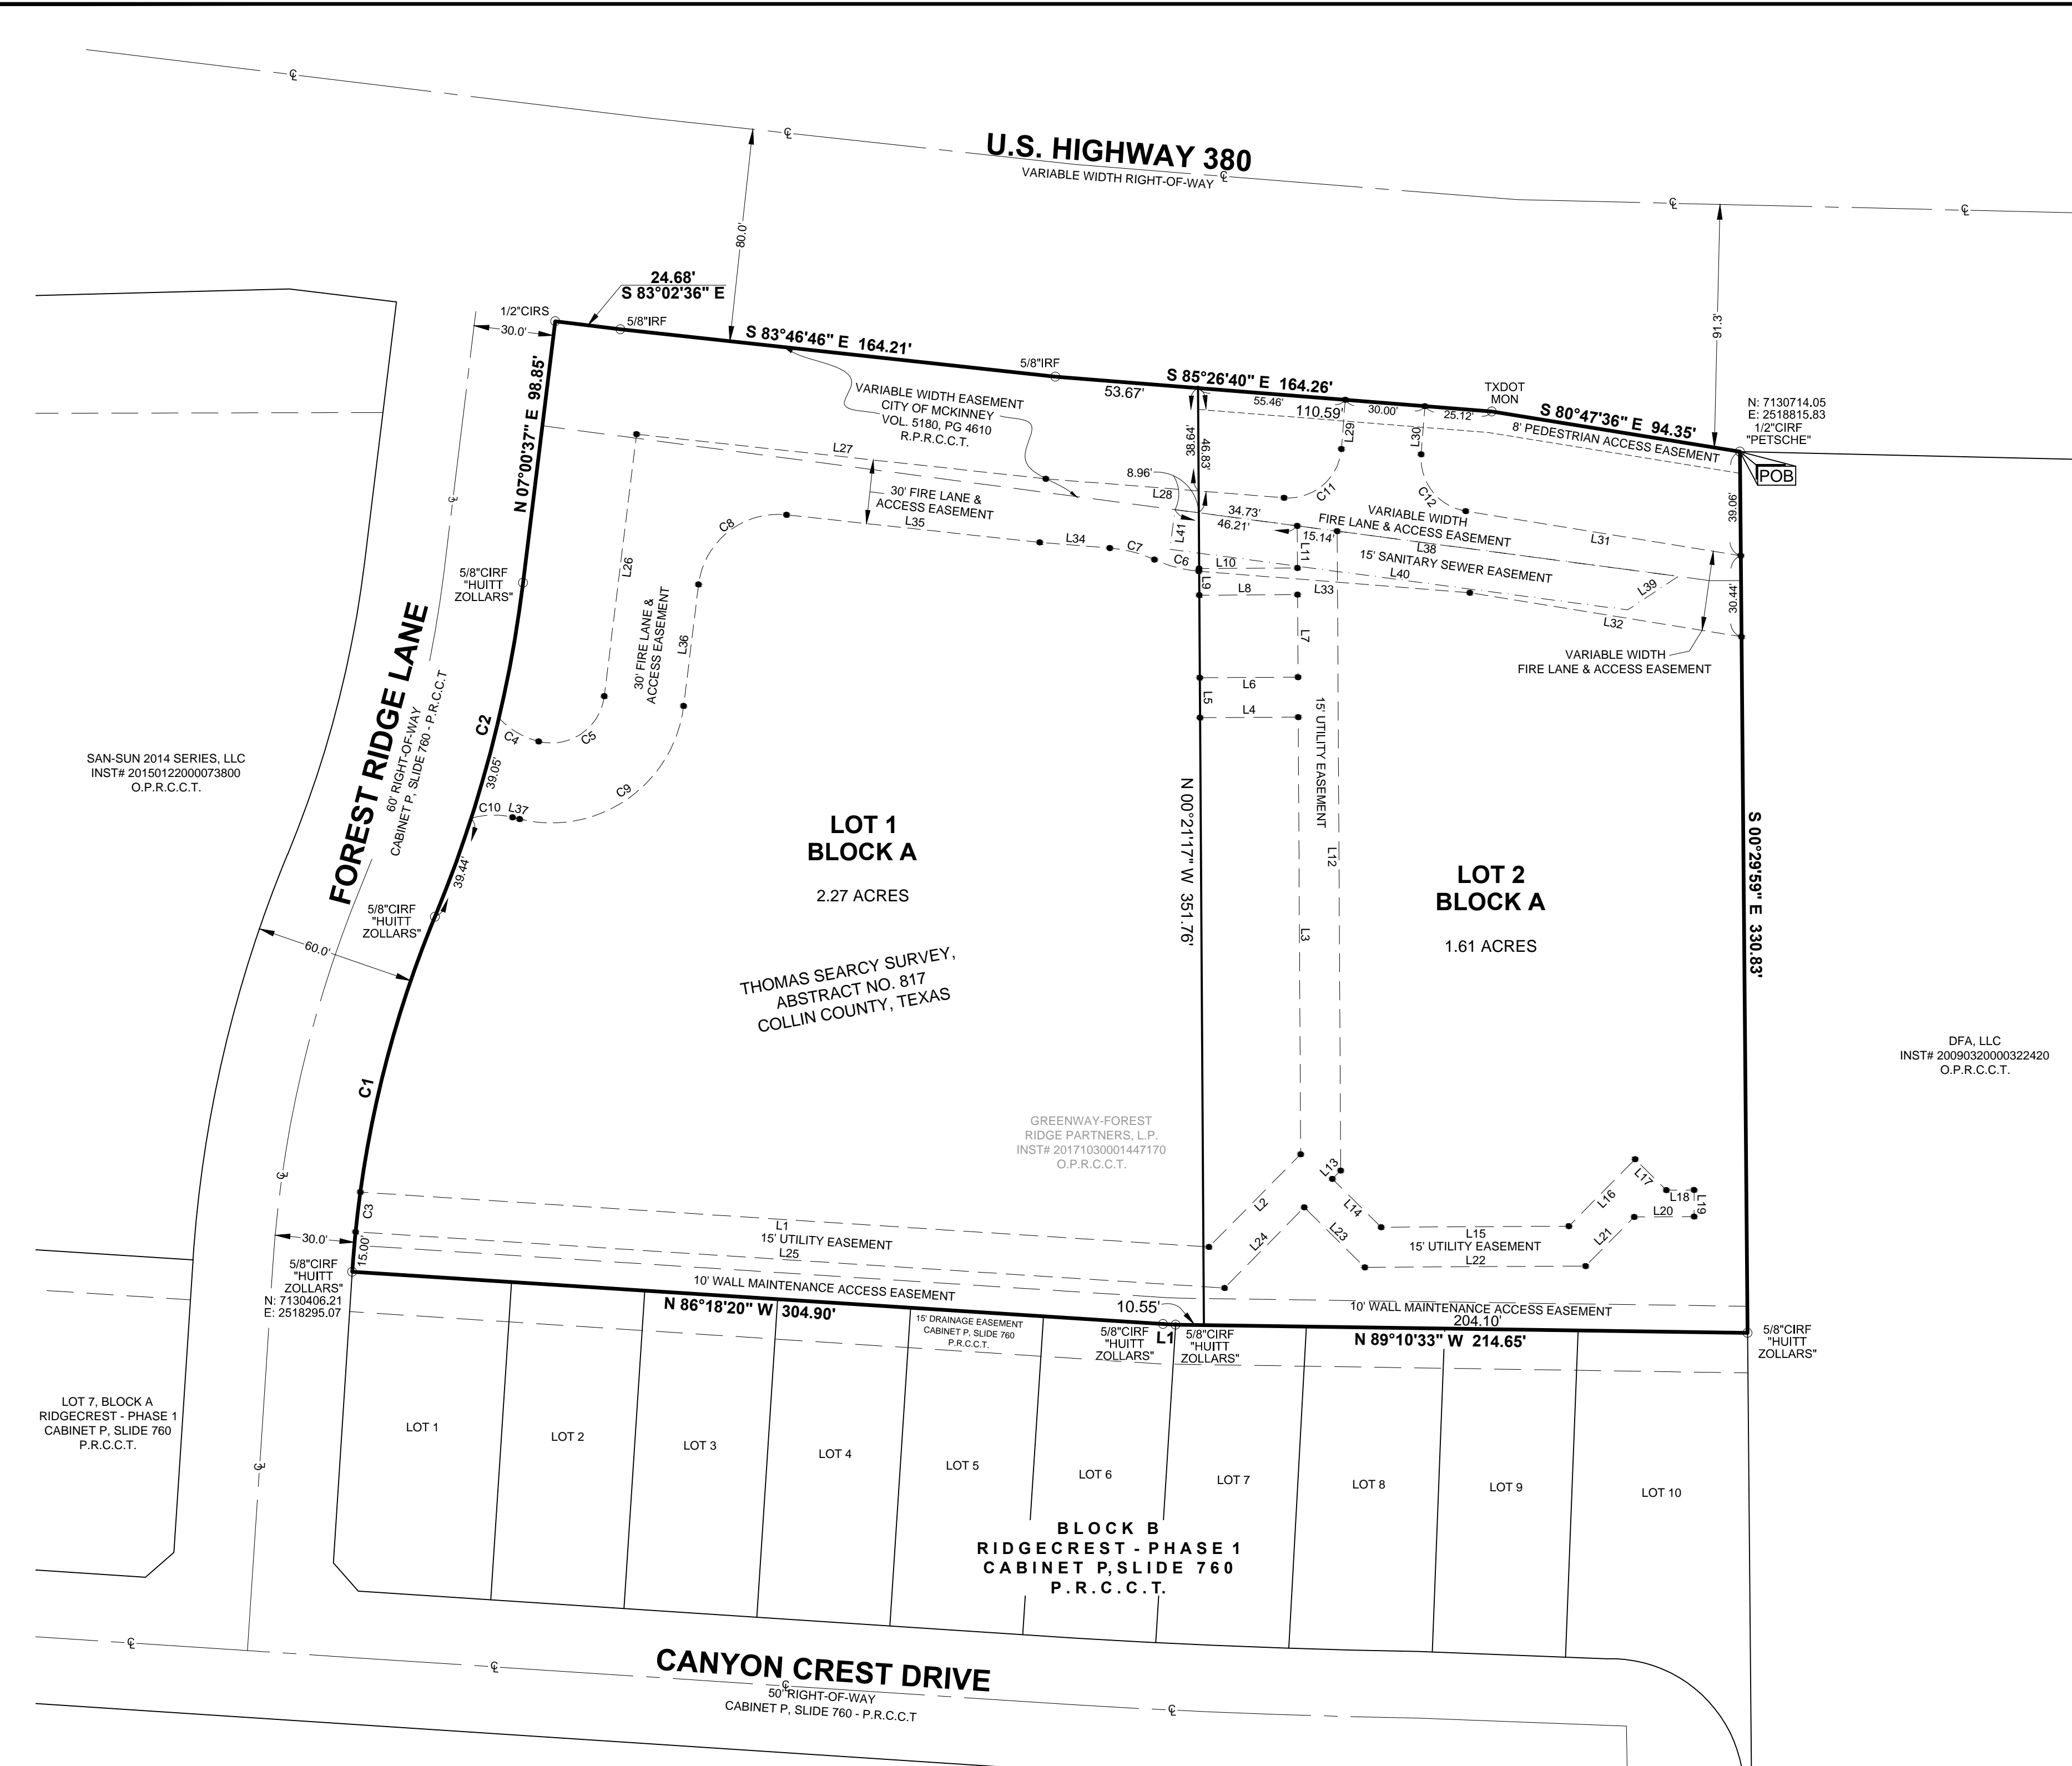 U.S. HIGHWAY 380
VARIABLE WIDTH RIGHT-OF-WAY
80.0'
91.3'
24.68'
S 83°02'36" E
1/2"CIRS
5/8"IRF
30.0'
S 83°46'46" E 164.21'
5/8"IRF
53.67'
S 85°26'40" E 164.26'
55.46'
110.59'
30.00'
25.12'
TXDOT
MON
S 80°47'36" E 94.35'
8' PEDESTRIAN ACCESS EASEMENT
N: 7130714.05
E: 2518815.83
1/2"CIRF
"PETSCHE"
POB
N 07°00'37" E 98.85'
VARIABLE WIDTH EASEMENT
CITY OF MCKINNEY
VOL. 5180, PG 4610
R.P.R.C.C.T.
L27
30' FIRE LANE &
ACCESS EASEMENT
L35
L28
8.96'
38.64'
46.83'
L29
L30
C11
C12
34.73'
46.21'
15.14'
VARIABLE WIDTH
FIRE LANE & ACCESS EASEMENT
L38
15' SANITARY SEWER EASEMENT
L40
L31
L39
L32
39.06'
30.44'
VARIABLE WIDTH
FIRE LANE & ACCESS EASEMENT
C8
L34
C7
C6
L41
L10
L11
L9
L8
L33
L7
L6
L5
L4
L26
L36
30' FIRE LANE &
ACCESS EASEMENT
5/8"CIRF
"HUITT
ZOLLARS"
FOREST RIDGE LANE
60' RIGHT-OF-WAY
CABINET P, SLIDE 760 - P.R.C.C.T
C2
C4
C5
39.05'
C10
L37
C9
39.44'
5/8"CIRF
"HUITT
ZOLLARS"
60.0'
SAN-SUN 2014 SERIES, LLC
INST# 20150122000073800
O.P.R.C.C.T.
LOT 1
BLOCK A
2.27 ACRES
THOMAS SEARCY SURVEY,
ABSTRACT NO. 817
COLLIN COUNTY, TEXAS
N 00°21'17" W 351.76'
15' UTILITY EASEMENT
L12
L3
LOT 2
BLOCK A
1.61 ACRES
S 00°29'59" E 330.83'
DFA, LLC
INST# 20090320000322420
O.P.R.C.C.T.
GREENWAY-FOREST
RIDGE PARTNERS, L.P.
INST# 20171030001447170
O.P.R.C.C.T.
C1
C3
L1
15' UTILITY EASEMENT
L25
L2
L24
L13
L14
L23
L15
15' UTILITY EASEMENT
L22
L16
L21
L17
L18
L19
L20
30.0'
15.00'
5/8"CIRF
"HUITT
ZOLLARS"
N: 7130406.21
E: 2518295.07
10' WALL MAINTENANCE ACCESS EASEMENT
N 86°18'20" W 304.90'
15' DRAINAGE EASEMENT
CABINET P, SLIDE 760
P.R.C.C.T.
10.55'
5/8"CIRF
"HUITT
ZOLLARS"
L1
5/8"CIRF
"HUITT
ZOLLARS"
10' WALL MAINTENANCE ACCESS EASEMENT
204.10'
N 89°10'33" W 214.65'
5/8"CIRF
"HUITT
ZOLLARS"
LOT 7, BLOCK A
RIDGECREST - PHASE 1
CABINET P, SLIDE 760
P.R.C.C.T.
LOT 1
LOT 2
LOT 3
LOT 4
LOT 5
LOT 6
LOT 7
LOT 8
LOT 9
LOT 10
BLOCK B
RIDGECREST - PHASE 1
CABINET P, SLIDE 760
P.R.C.C.T.
CANYON CREST DRIVE
50' RIGHT-OF-WAY
CABINET P, SLIDE 760 - P.R.C.C.T